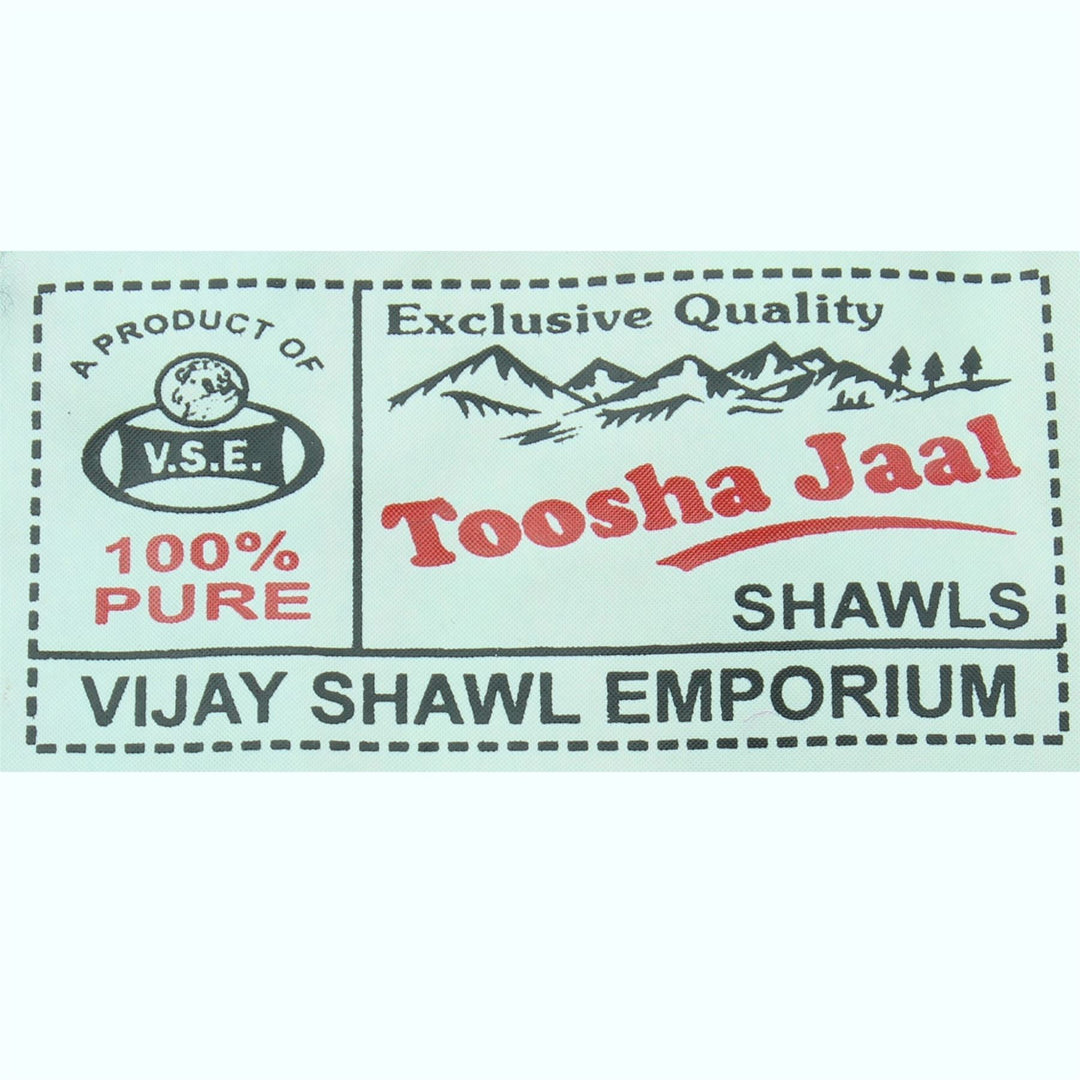 A PRODUCT OF
V.S.E.
100%
PURE
Exclusive Quality
Toosha Jaal
SHAWLS
VIJAY SHAWL EMPORIUM